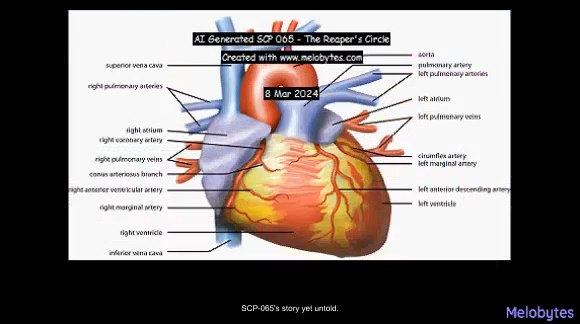 AI Generated SCP 065 - The Reaper's Circle
Created with www.melobytes.com
8 Mar 2024
superior vena cava
right pulmonary arteries
right atrium
right coronary artery
right pulmonary veins
conus arteriosus branch
right anterior ventricular artery
right marginal artery
right ventricle
inferior vena cava
aorta
pulmonary artery
left pulmonary arteries
left atrium
left pulmonary veins
cirumflex artery
left marginal artery
left anterior descending artery
left ventricle
SCP-065's story yet untold.
Melobytes